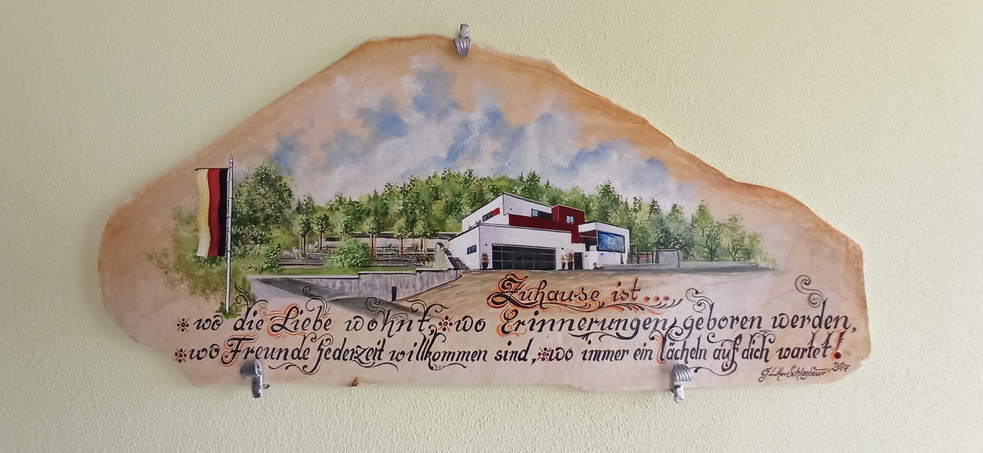 Zuhause ist...
* wo die Liebe wohnt, * wo Erinnerungen geboren werden,
* wo Freunde jederzeit willkommen sind, * wo immer ein lächeln auf dich wartet!
2017